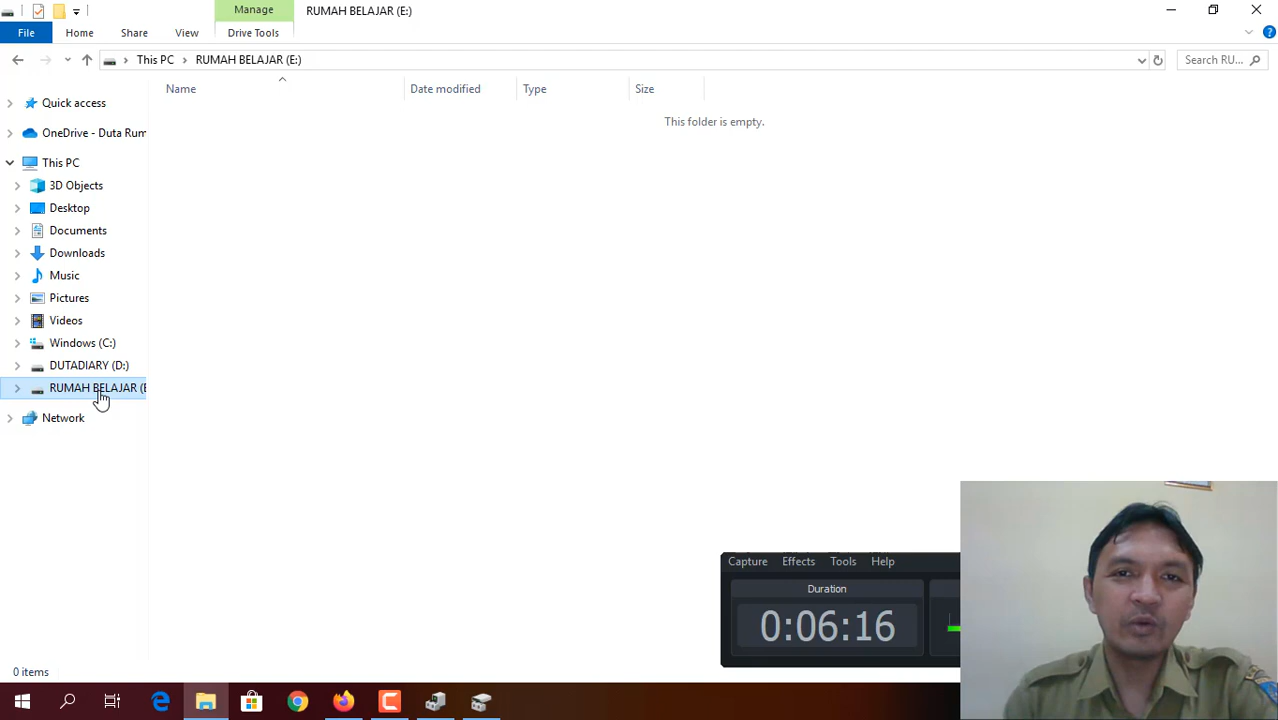 Manage
RUMAH BELAJAR (E:)
File
Home
Share
View
Drive Tools
This PC
RUMAH BELAJAR (E:)
Search RU...
Name
Date modified
Type
Size
This folder is empty.
Quick access
OneDrive - Duta Rum
This PC
3D Objects
Desktop
Documents
Downloads
Music
Pictures
Videos
Windows (C:)
DUTADIARY (D:)
RUMAH BELAJAR (E
Network
Capture
Effects
Tools
Help
Duration
0:06:16
0 items